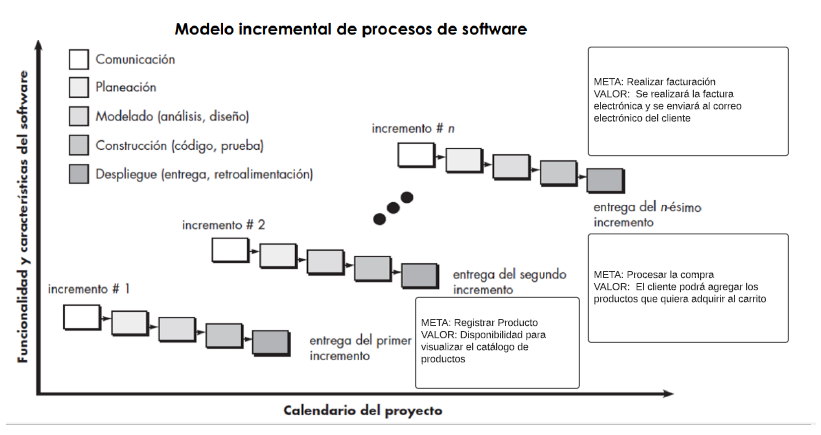 Modelo incremental de procesos de software
Funcionalidad y características del software
Comunicación
Planeación
Modelado (análisis, diseño)
Construcción (código, prueba)
Despliegue (entrega, retroalimentación)
incremento # n
entrega del n-ésimo
incremento
META: Realizar facturación
VALOR:  Se realizará la factura
electrónica y se enviará al correo
electrónico del cliente
incremento # 2
entrega del segundo
incremento
META: Procesar la compra
VALOR:  El cliente podrá agregar los
productos que quiera adquirir al carrito
incremento # 1
entrega del primer
incremento
META: Registrar Producto
VALOR: Disponibilidad para
visualizar el catálogo de
productos
Calendario del proyecto